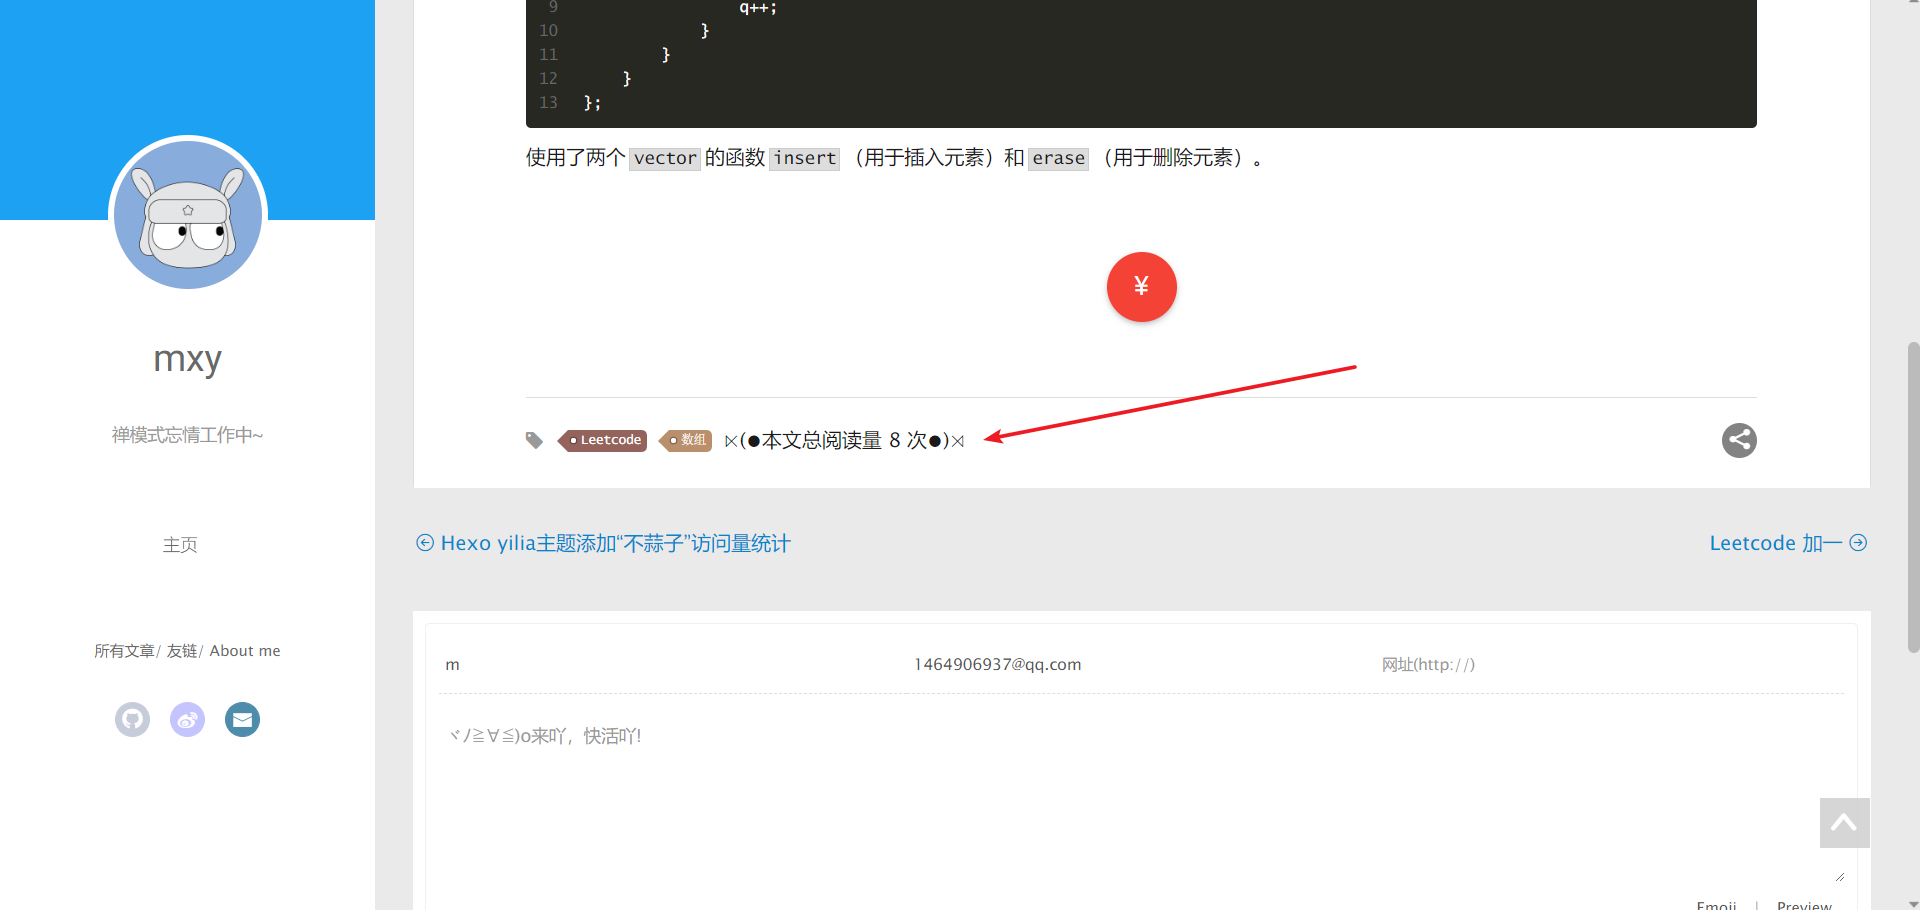 9 q++;
10 }
11 }
12 }
13 };
使用了两个 vector 的函数 insert （用于插入元素）和 erase （用于删除元素）。
¥
mxy
禅模式忘情工作中~
主页
所有文章/ 友链/ About me
Leetcode 数组 (●本文总阅读量 8 次●)
Hexo yilia主题添加“不蒜子”访问量统计
Leetcode 加一
m 1464906937@qq.com 网址(http://)
ヾﾉ≧∀≦)o来吖，快活吖!
Emoji | Preview